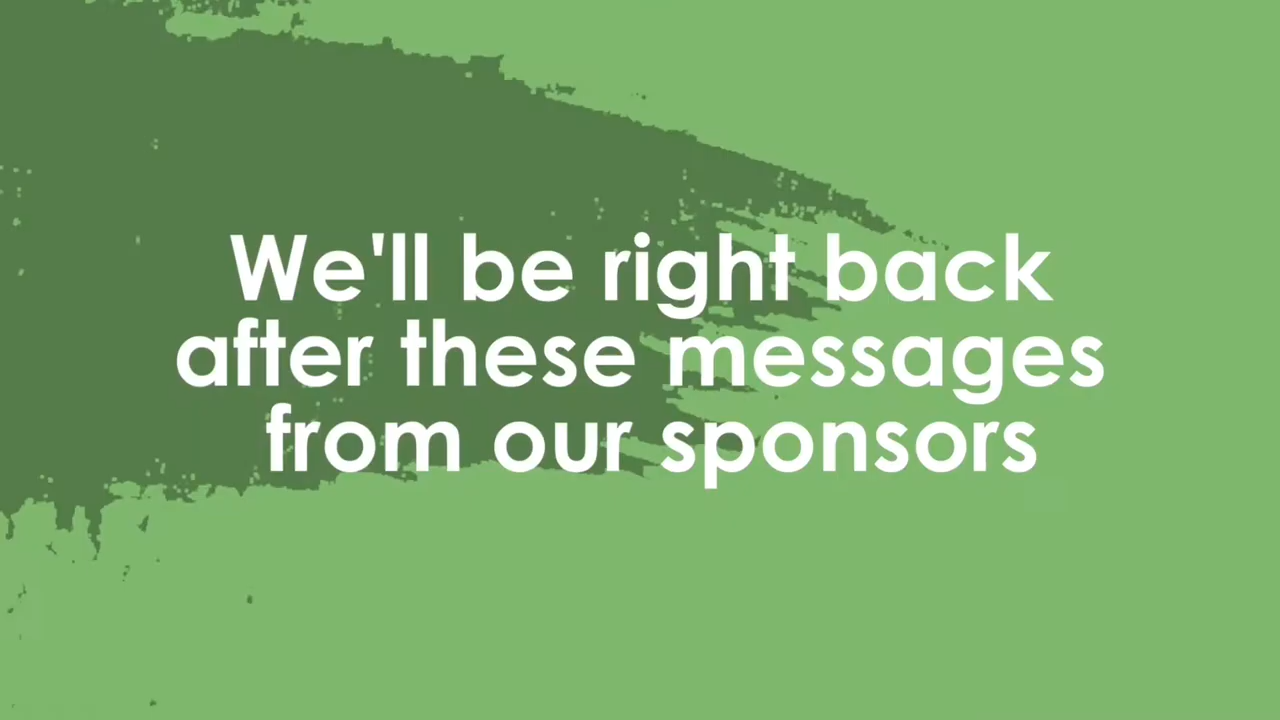 We'll be right back
after these messages
from our sponsors